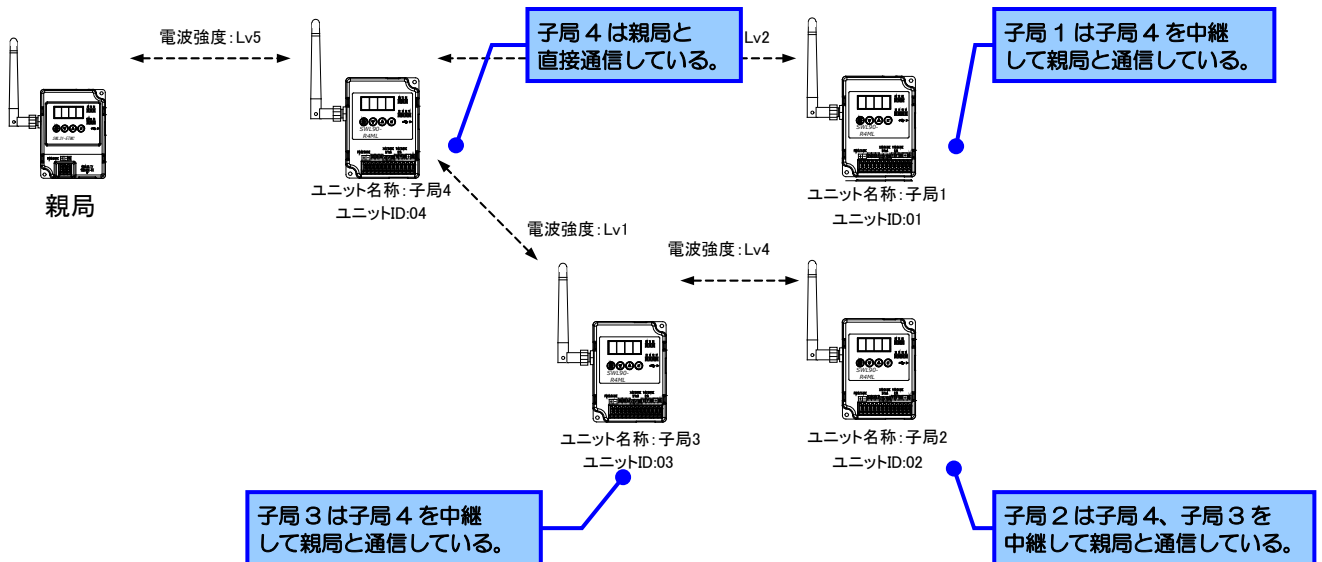 電波強度:Lv5
子局4は親局と
直接通信している。
Lv2
子局1は子局4を中継
して親局と通信している。
SWL90-
R4ML
SWL90-
R4ML
親局
ユニット名称:子局4
ユニットID:04
ユニット名称:子局1
ユニットID:01
電波強度:Lv1
電波強度:Lv4
SWL90-
R4ML
SWL90-
R4ML
ユニット名称:子局3
ユニットID:03
ユニット名称:子局2
ユニットID:02
子局3は子局4を中継
して親局と通信している。
子局2は子局4、子局3を
中継して親局と通信している。